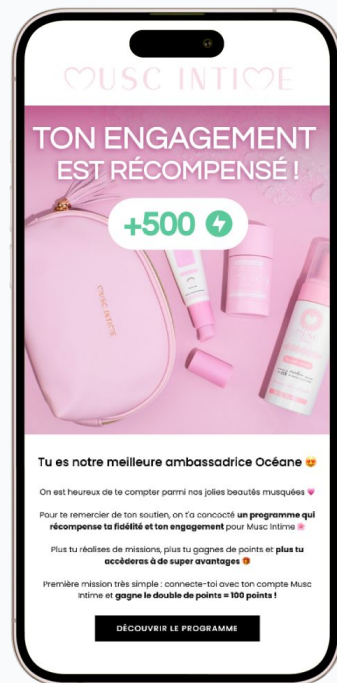 MUSC INTIME
TON ENGAGEMENT
EST RÉCOMPENSÉ !
+500
MUSC INTIME
Tu es notre meilleure ambassadrice Océane 😍
On est heureux de te compter parmi nos jolies beautés musquées 💗
Pour te remercier de ton soutien, on t'a concocté un programme qui
récompense ta fidélité et ton engagement pour Musc Intime 🌸
Plus tu réalises de missions, plus tu gagnes de points et plus tu
accèderas à de super avantages 🎁
Première mission très simple : connecte-toi avec ton compte Musc
Intime et gagne le double de points = 100 points !
DÉCOUVRIR LE PROGRAMME